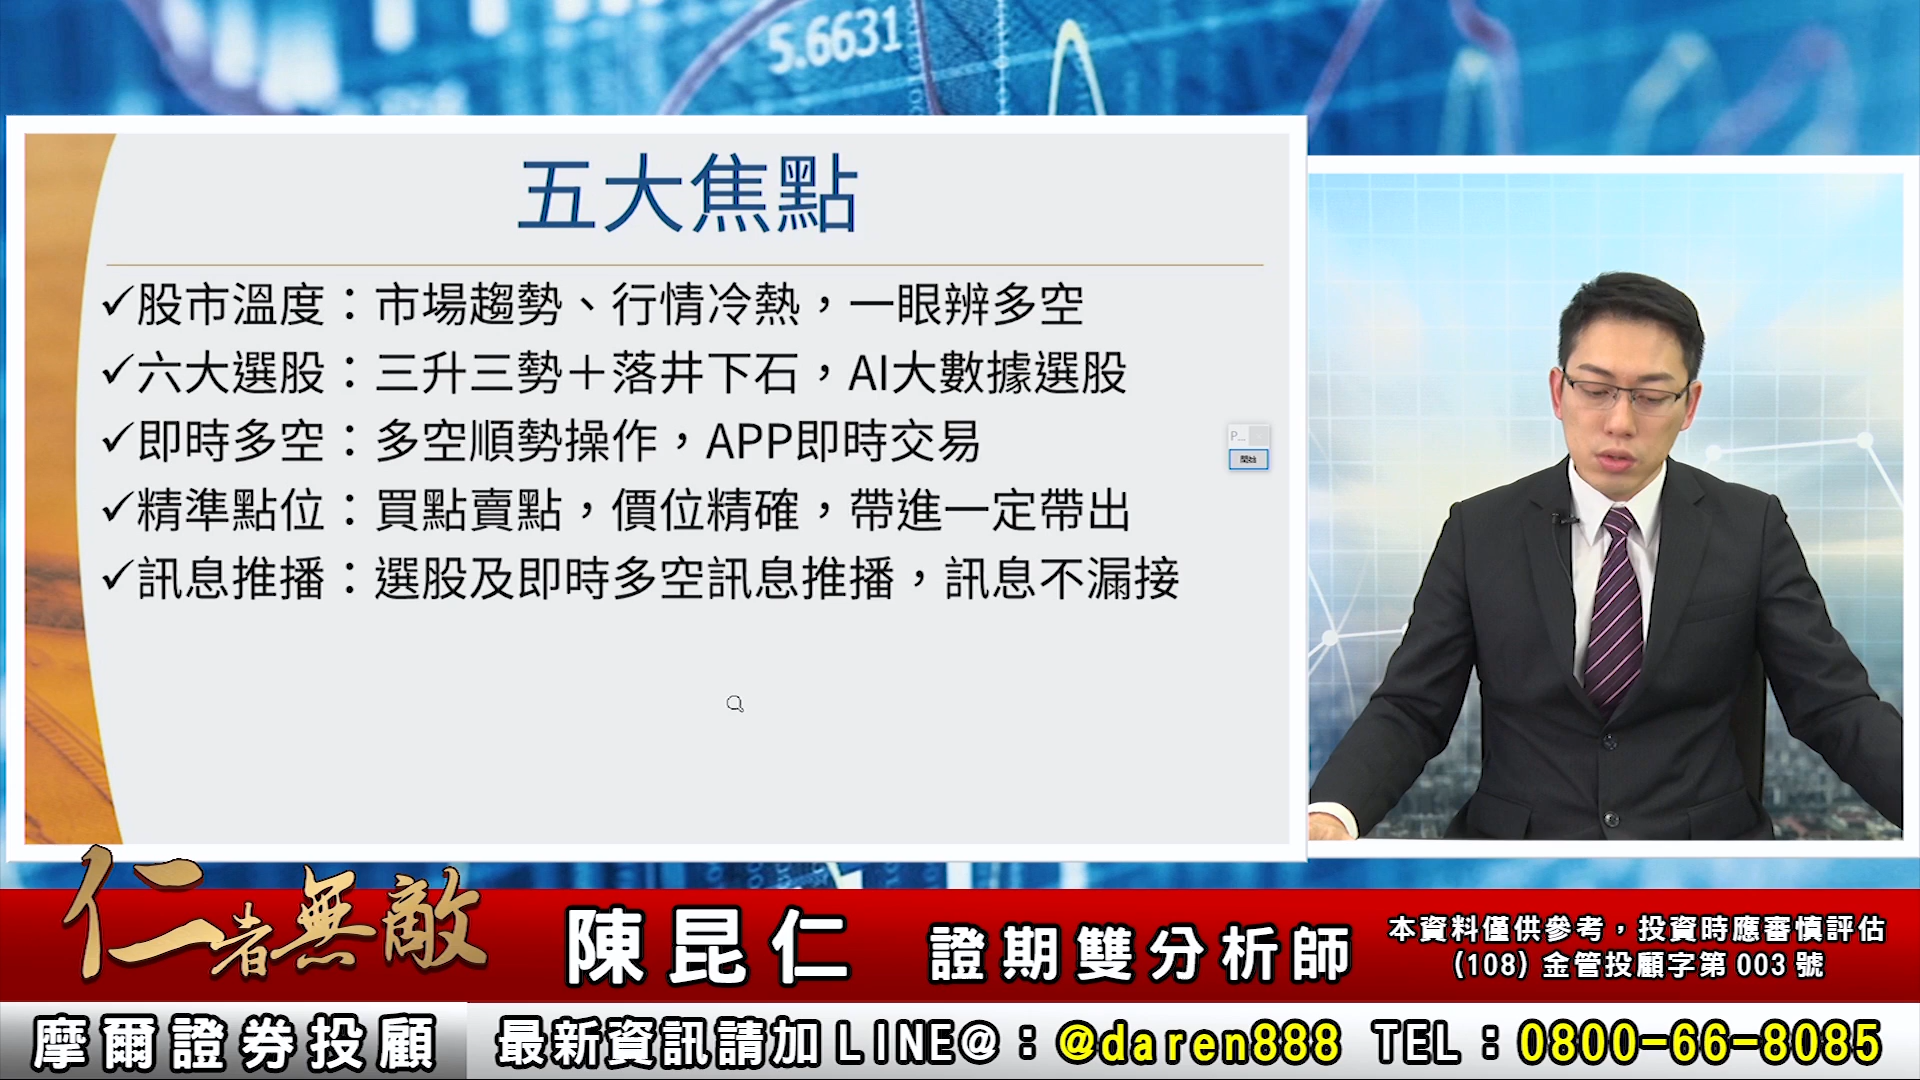 5.6631
五大焦點
✓股市溫度：市場趨勢、行情冷熱，一眼辨多空
✓六大選股：三升三勢＋落井下石，AI大數據選股
✓即時多空：多空順勢操作，APP即時交易
✓精準點位：買點賣點，價位精確，帶進一定帶出
✓訊息推播：選股及即時多空訊息推播，訊息不漏接
P...
開始
仁者無敵
陳昆仁
證期雙分析師
本資料僅供參考，投資時應審慎評估
(108) 金管投顧字第 003 號
摩爾證券投顧
最新資訊請加LINE@：@daren888 TEL：0800-66-8085